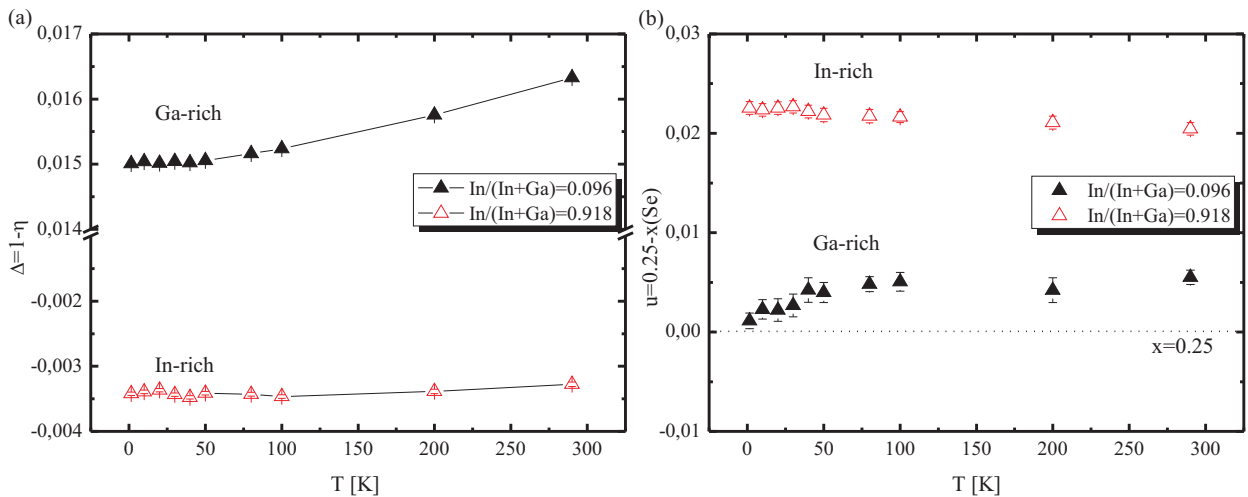 (a)
0,017
0,016
0,015
0,014
-0,002
-0,003
-0,004
Δ=1-η
Ga-rich
In/(In+Ga)=0.096
In/(In+Ga)=0.918
In-rich
0 50 100 150 200 250 300
T [K]
(b)
0,03
0,02
0,01
0,00
-0,01
u=0.25-x(Se)
In-rich
In/(In+Ga)=0.096
In/(In+Ga)=0.918
Ga-rich
x=0.25
0 50 100 150 200 250 300
T [K]